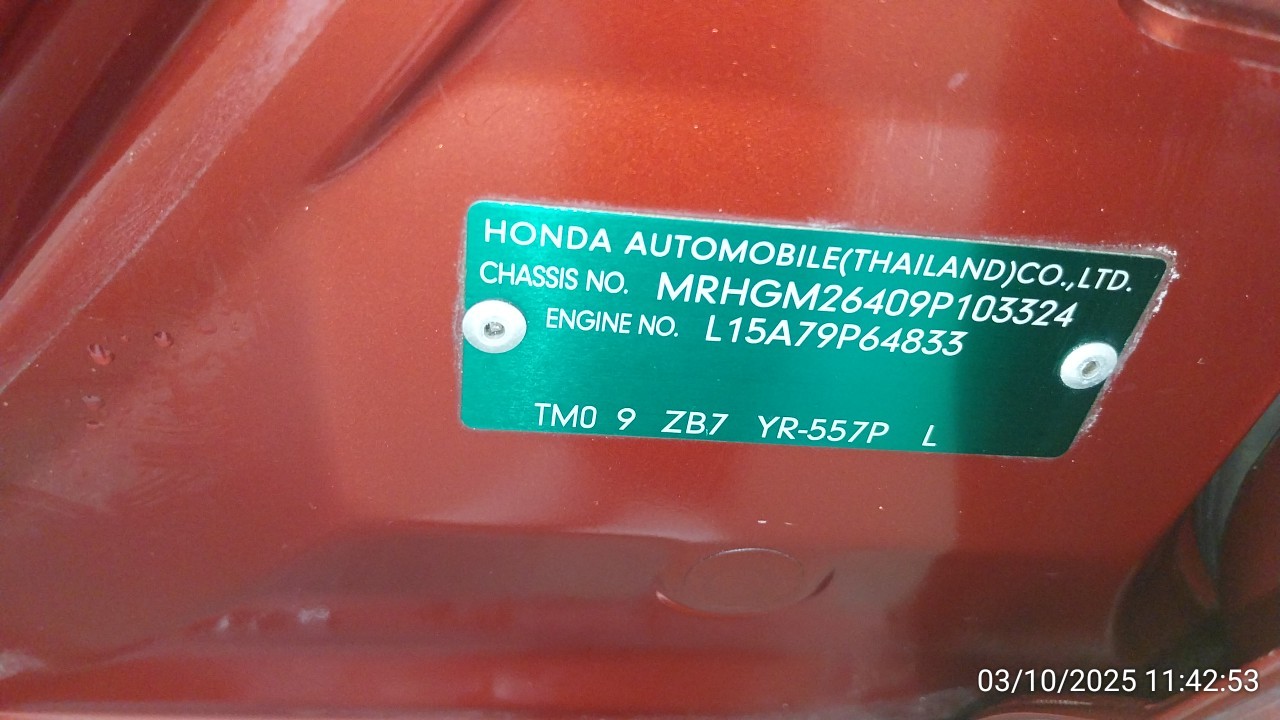 HONDA AUTOMOBILE(THAILAND)CO.,LTD.
CHASSIS NO. MRHGM26409P103324
ENGINE NO. L15A79P64833
TM0 9 ZB7 YR-557P L
03/10/2025 11:42:53